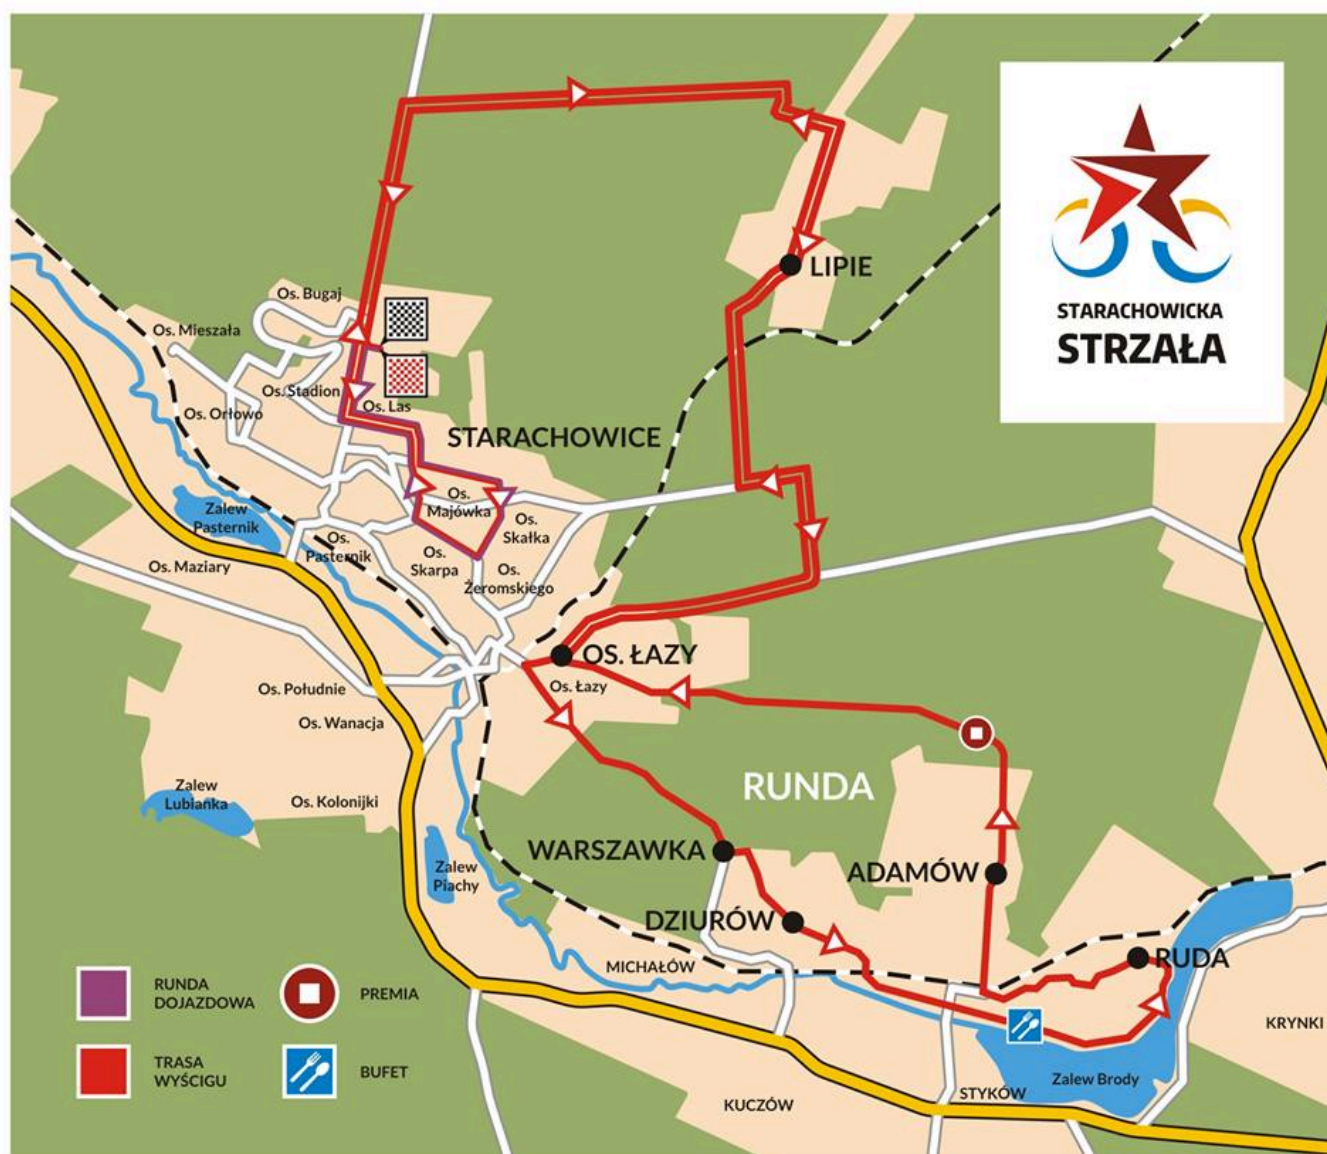 STARACHOWICKA
STRZAŁA
LIPIE
Os. Bugaj
Os. Mieszała
Os. Stadion
Os. Las
Os. Orłowo
STARACHOWICE
Os.
Majówka
Zalew
Pasternik
Os.
Skałka
Os.
Pasternik
Os.
Skarpa
Os. Maziary
Os.
Żeromskiego
OS. ŁAZY
Os. Łazy
Os. Południe
Os. Wanacja
RUNDA
Zalew
Lubianka
Os. Kolonijki
WARSZAWKA
Zalew
Piachy
ADAMÓW
DZIURÓW
RUDA
MICHAŁÓW
KRYNKI
Zalew Brody
STYKÓW
KUCZÓW
RUNDA
DOJAZDOWA
PREMIA
TRASA
WYŚCIGU
BUFET